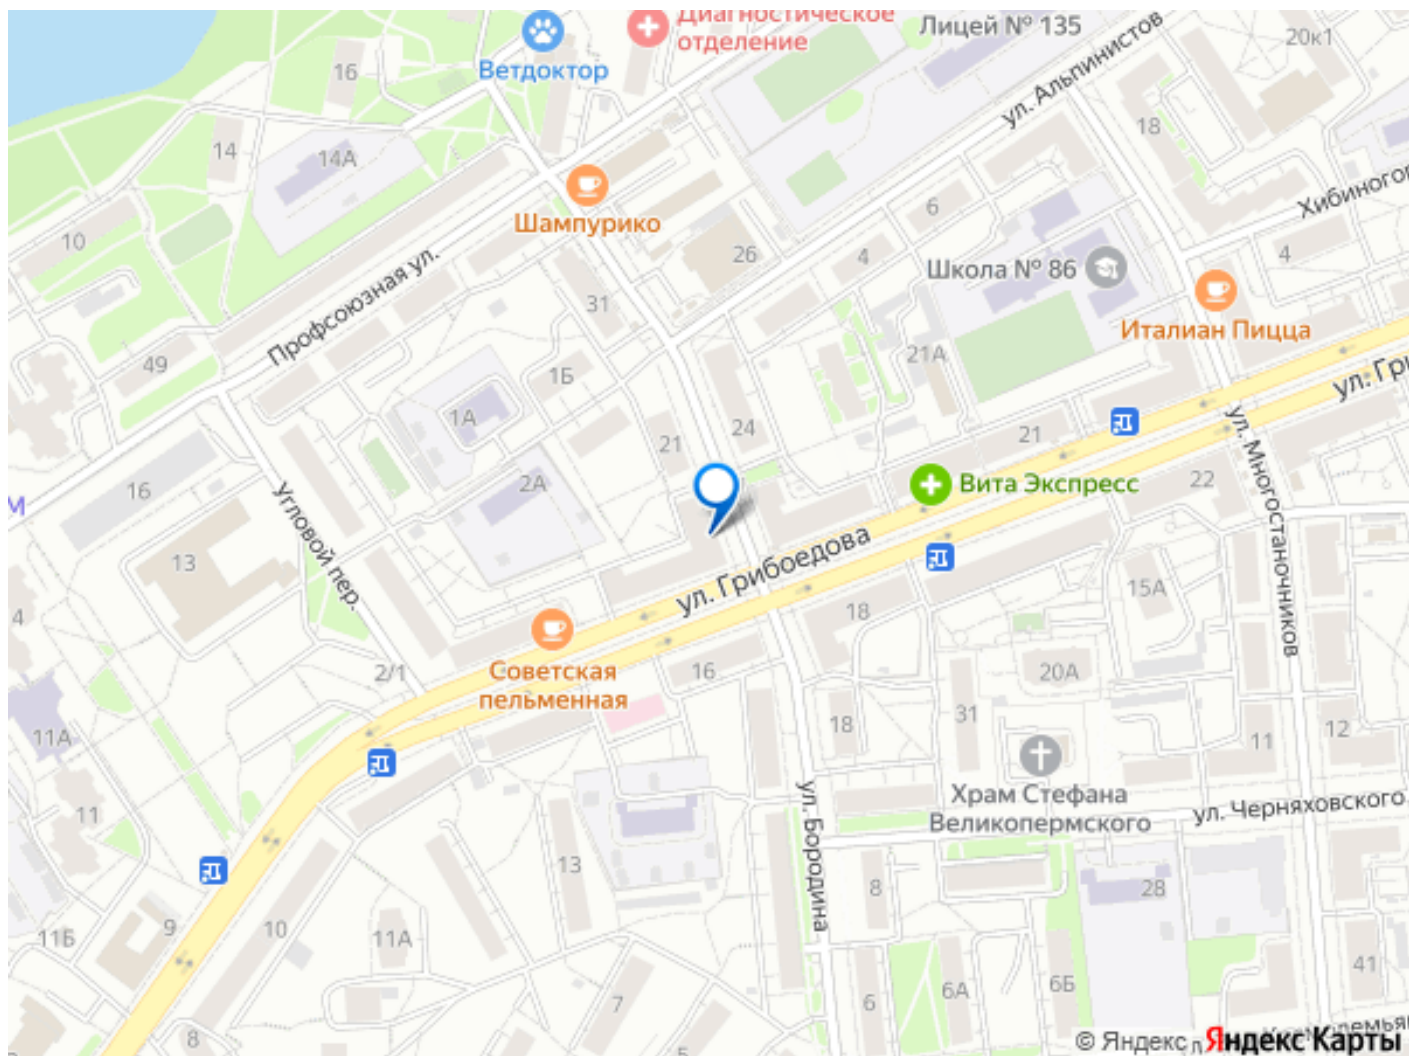 Диагностическое
отделение
Лицей № 135
20к1
16
Ветдоктор
ул. Альпинистов
18
14
14А
Шампурико
6
Хибиного
10
26
4
4
Школа № 86
Профсоюзная ул.
31
Италиан Пицца
49
21А
1Б
ул. Гри
1А
24
21
21
ул. Многостаночников
16
2А
Вита Экспресс
22
М
Угловой пер.
13
ул. Грибоедова
15А
4
18
2/1
Советская
пельменная
16
20А
31
18
12
11А
11
Храм Стефана
Великопермского
ул. Черняховского
11
ул. Бородина
13
8
28
9
10
11Б
11А
41
7
6
6А
6Б
8
5
© Яндекс
Яндекс Карты